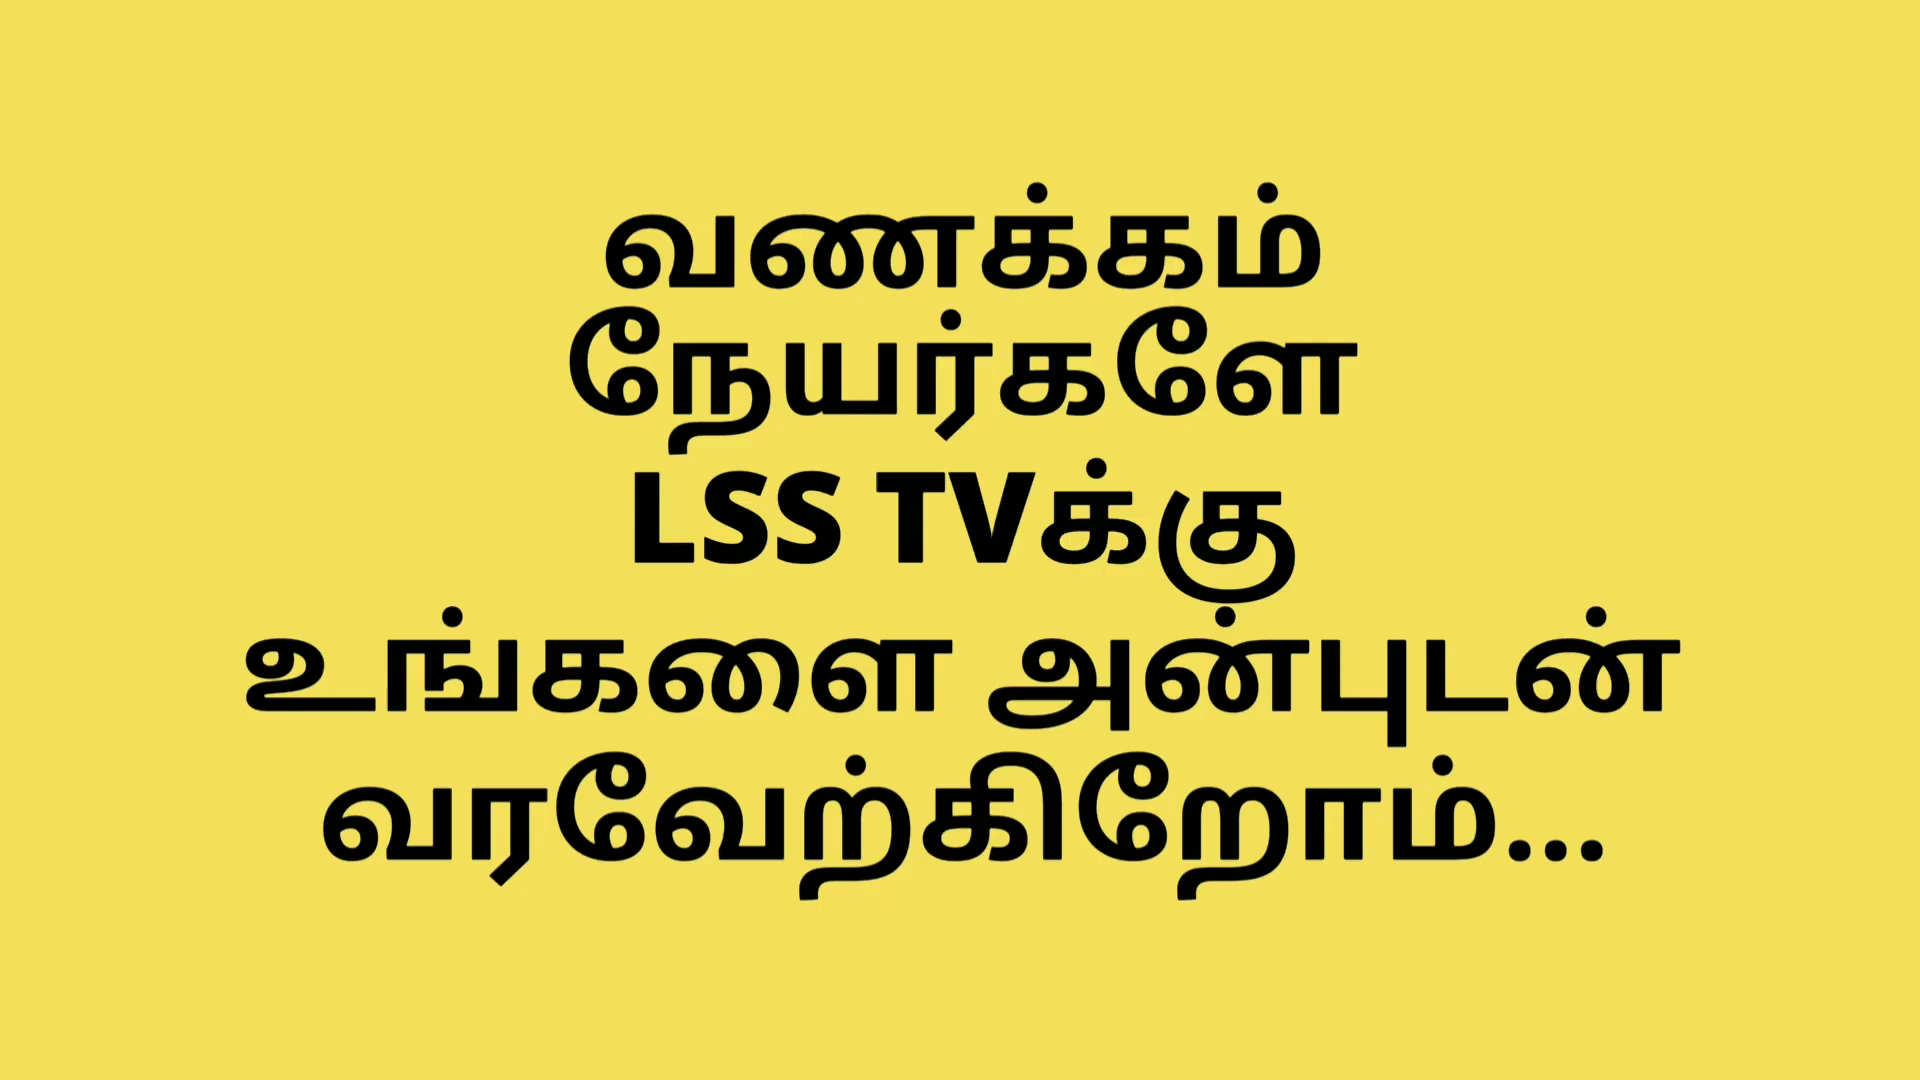 வணக்கம்
நேயர்களே
LSS TVக்கு
உங்களை அன்புடன்
வரவேற்கிறோம்...